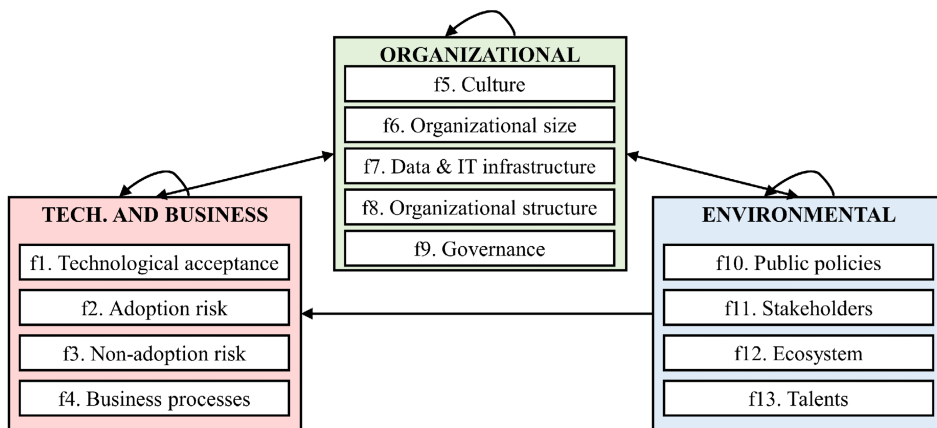 ORGANIZATIONAL
f5. Culture
f6. Organizational size
f7. Data & IT infrastructure
f8. Organizational structure
f9. Governance
TECH. AND BUSINESS
f1. Technological acceptance
f2. Adoption risk
f3. Non-adoption risk
f4. Business processes
ENVIRONMENTAL
f10. Public policies
f11. Stakeholders
f12. Ecosystem
f13. Talents